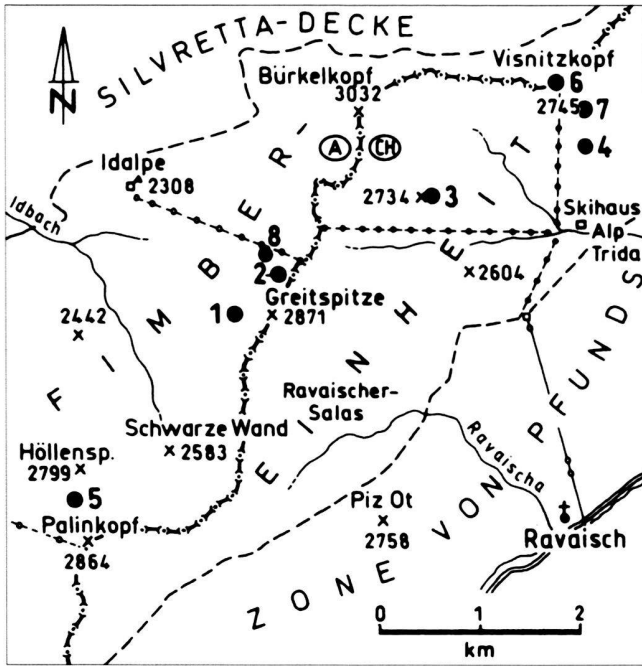 SILVRETTA-DECKE
N
Bürkelkopf
3032
Visnitzkopf
6
2745
7
4
A
CH
Idalpe
2308
2734
3
Idbach
Skihaus
Alp
Trida
8
2
2604
1
Greitspitze
2871
2442
FIMBER-EINHEIT
Ravaischer-
Salas
Schwarze Wand
2583
Höllensp.
2799
5
Palinkopf
2864
Ravaischa
Piz Ot
2758
Ravaisch
ZONE VON PFUNDS
0 1 2
km